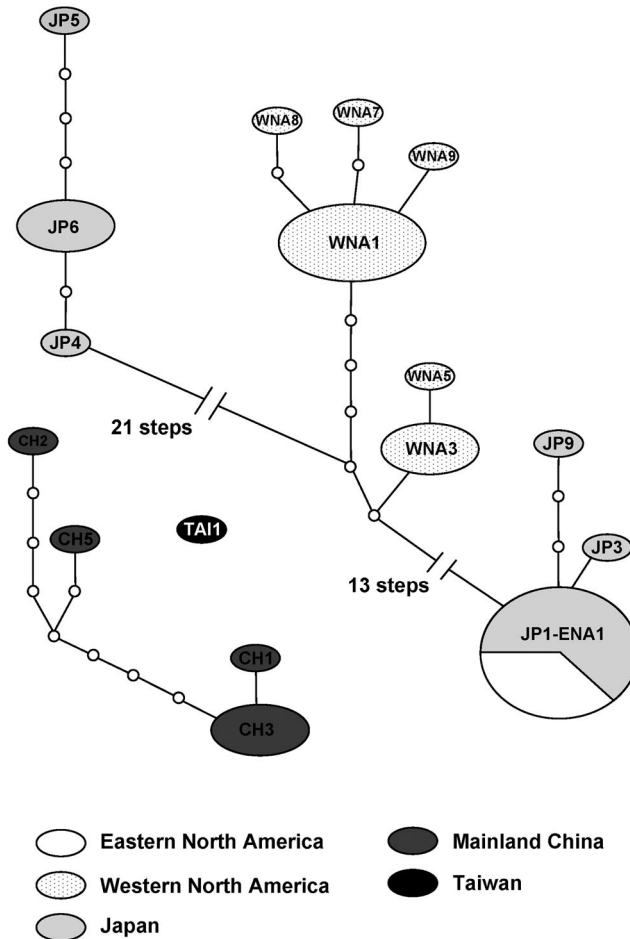 JP5
WNA8
WNA7
WNA9
JP6
WNA1
JP4
WNA5
21 steps
CH2
WNA3
JP9
TAI1
CH5
JP3
13 steps
JP1-ENA1
CH1
CH3
Eastern North America
Mainland China
Western North America
Taiwan
Japan